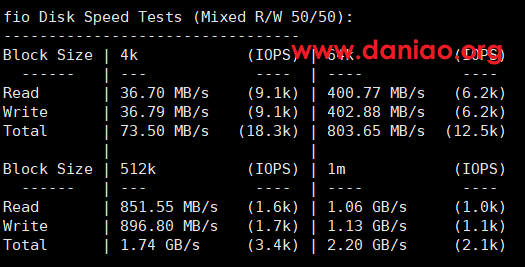 fio Disk Speed Tests (Mixed R/W 50/50):
---------------------------------
Block Size | 4k            (IOPS) | 64k           (IOPS)
  ------   | ---            ----  | ----           ----
Read       | 36.70 MB/s    (9.1k) | 400.77 MB/s   (6.2k)
Write      | 36.79 MB/s    (9.1k) | 402.88 MB/s   (6.2k)
Total      | 73.50 MB/s   (18.3k) | 803.65 MB/s  (12.5k)
           |                      |
Block Size | 512k          (IOPS) | 1m            (IOPS)
  ------   | ---            ----  | ----           ----
Read       | 851.55 MB/s   (1.6k) | 1.06 GB/s     (1.0k)
Write      | 896.80 MB/s   (1.7k) | 1.13 GB/s     (1.1k)
Total      | 1.74 GB/s     (3.4k) | 2.20 GB/s     (2.1k)
www.daniao.org